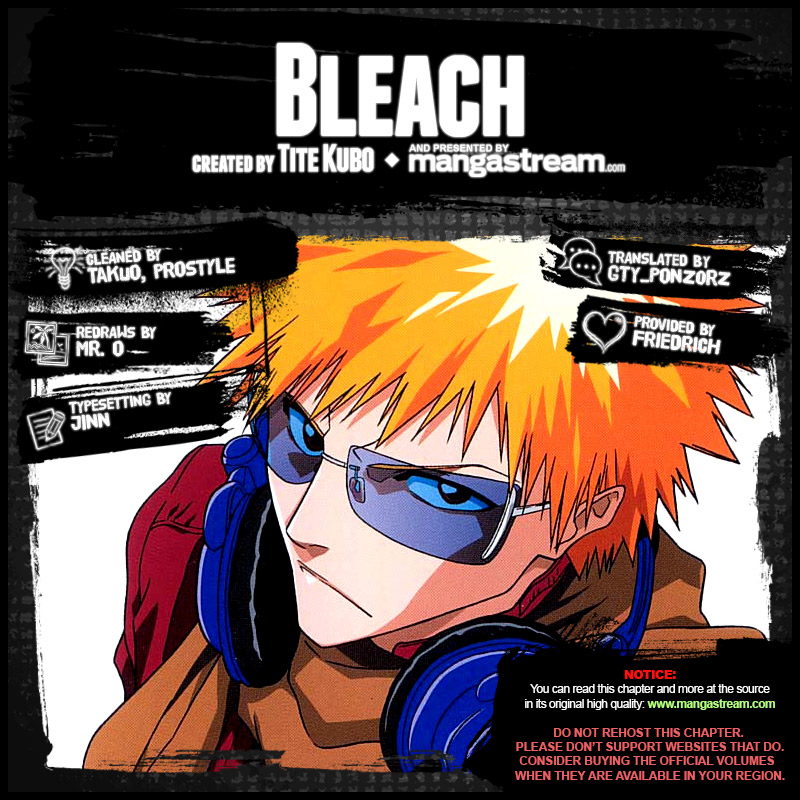 BLEACH
CREATED BY TITE KUBO ◆ AND PRESENTED BY mangastream.com
CLEANED BY
TAKUO, PROSTYLE
REDRAWS BY
MR. O
TYPESETTING BY
JINN
TRANSLATED BY
GTY_PONZORZ
PROVIDED BY
FRIEDRICH
NOTICE:
You can read this chapter and more at the source
in its original high quality: www.mangastream.com
DO NOT REHOST THIS CHAPTER.
PLEASE DON'T SUPPORT WEBSITES THAT DO.
CONSIDER BUYING THE OFFICIAL VOLUMES
WHEN THEY ARE AVAILABLE IN YOUR REGION.